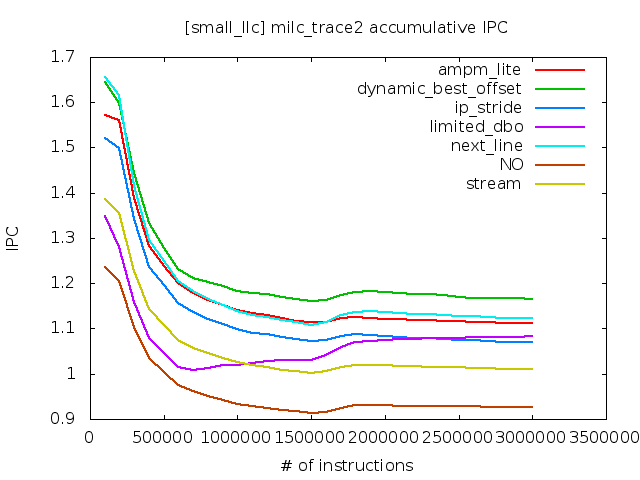 [small_llc] milc_trace2 accumulative IPC
1.7
1.6
1.5
1.4
1.3
1.2
1.1
1
0.9
IPC
ampm_lite
dynamic_best_offset
ip_stride
limited_dbo
next_line
NO
stream
0 500000 1000000 1500000 2000000 2500000 3000000 3500000
# of instructions